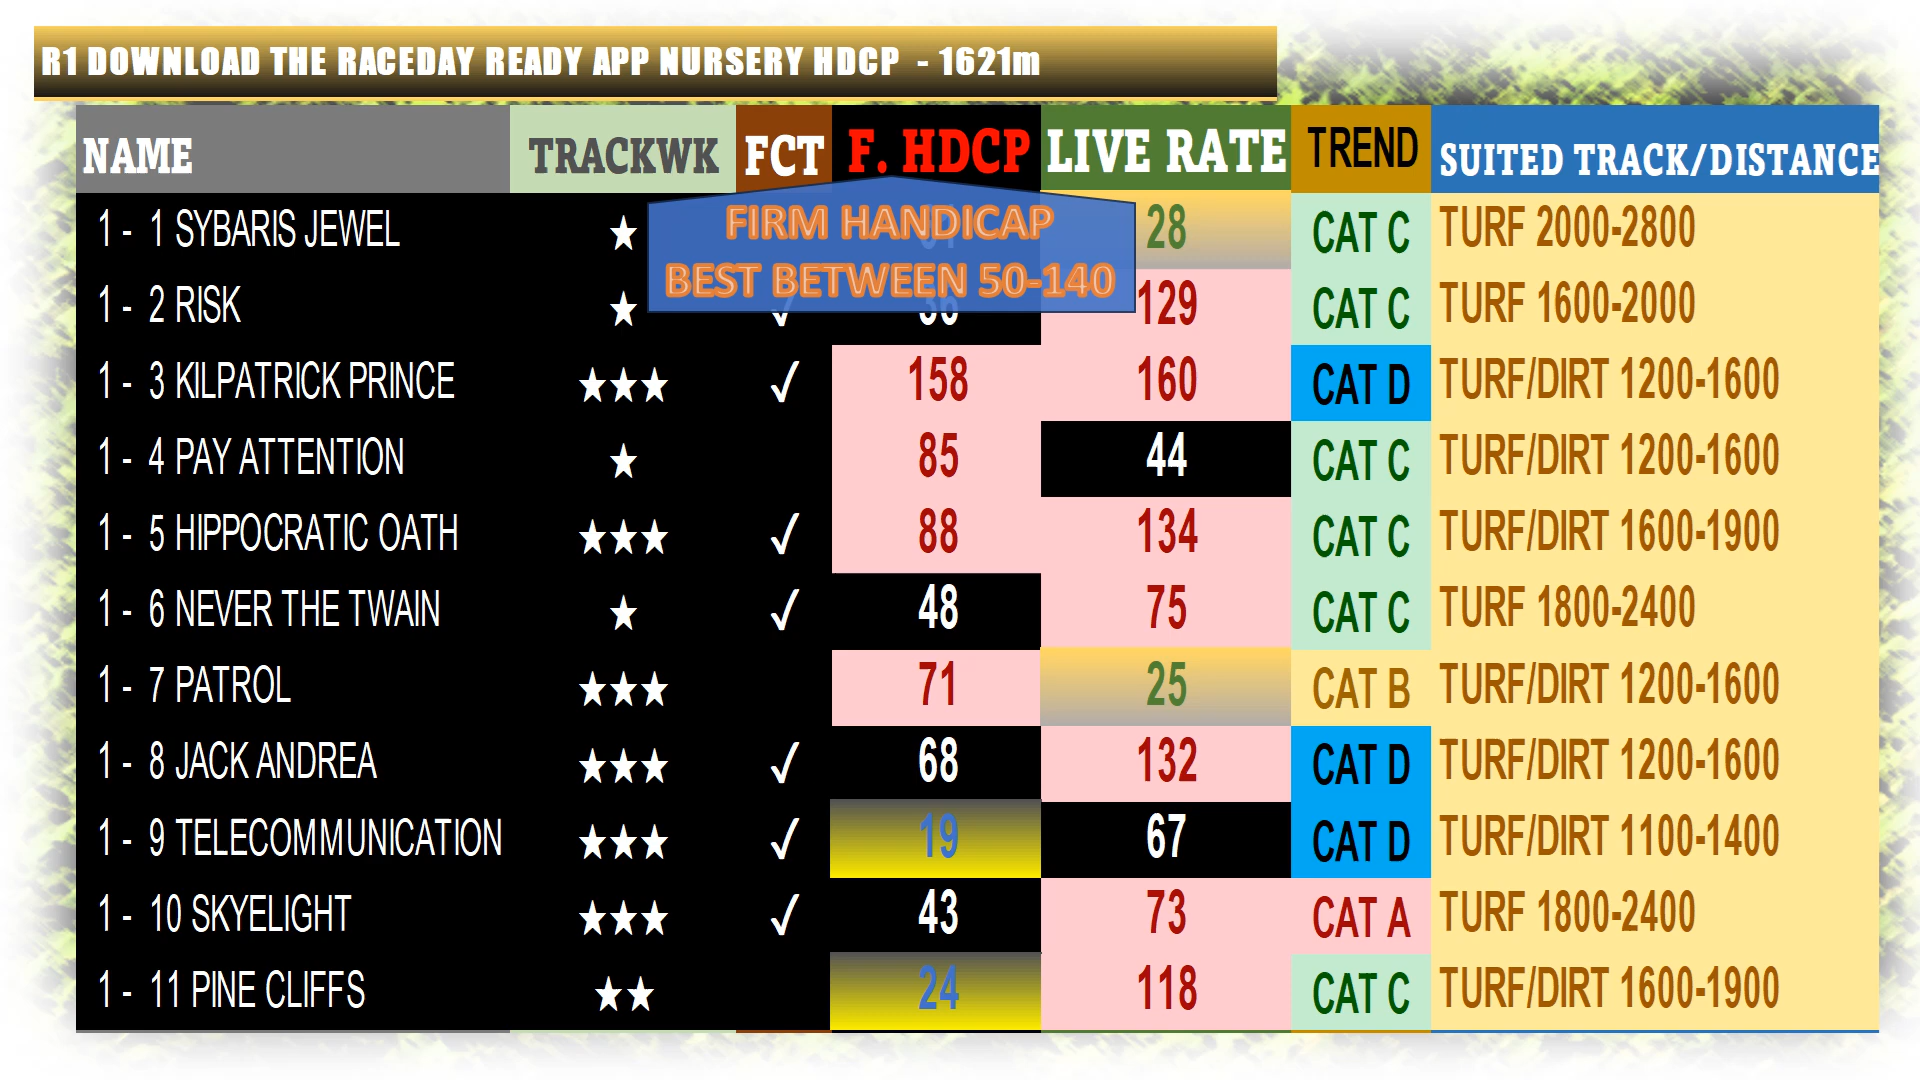 R1 DOWNLOAD THE RACEDAY READY APP NURSERY HDCP - 1621m
NAME TRACKWK FCT F. HDCP LIVE RATE TREND SUITED TRACK/DISTANCE
FIRM HANDICAP
BEST BETWEEN 50-140
1 - 1 SYBARIS JEWEL ★ 28 CAT C TURF 2000-2800
1 - 2 RISK ★ ✓ 129 CAT C TURF 1600-2000
1 - 3 KILPATRICK PRINCE ★★★ ✓ 158 160 CAT D TURF/DIRT 1200-1600
1 - 4 PAY ATTENTION ★ 85 44 CAT C TURF/DIRT 1200-1600
1 - 5 HIPPOCRATIC OATH ★★★ ✓ 88 134 CAT C TURF/DIRT 1600-1900
1 - 6 NEVER THE TWAIN ★ ✓ 48 75 CAT C TURF 1800-2400
1 - 7 PATROL ★★★ 71 25 CAT B TURF/DIRT 1200-1600
1 - 8 JACK ANDREA ★★★ ✓ 68 132 CAT D TURF/DIRT 1200-1600
1 - 9 TELECOMMUNICATION ★★★ ✓ 19 67 CAT D TURF/DIRT 1100-1400
1 - 10 SKYELIGHT ★★★ ✓ 43 73 CAT A TURF 1800-2400
1 - 11 PINE CLIFFS ★★ 24 118 CAT C TURF/DIRT 1600-1900